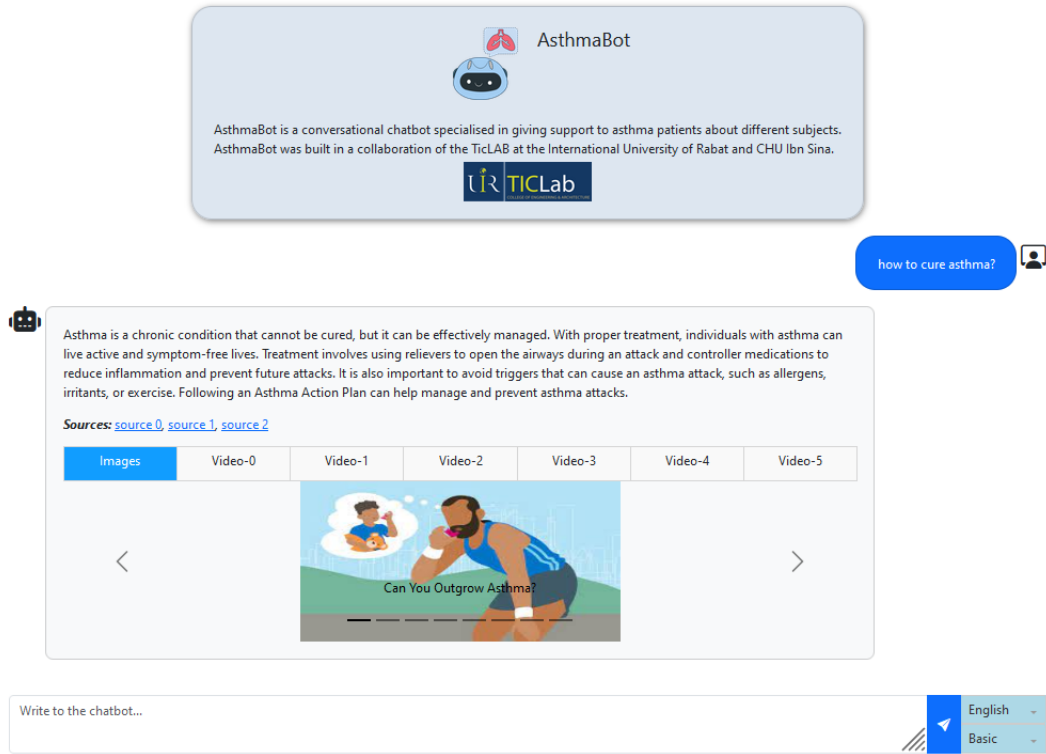 AsthmaBot
AsthmaBot is a conversational chatbot specialised in giving support to asthma patients about different subjects.
AsthmaBot was built in a collaboration of the TicLAB at the International University of Rabat and CHU Ibn Sina.
UIR TICLab
COLLEGE OF ENGINEERING & ARCHITECTURE
how to cure asthma?
Asthma is a chronic condition that cannot be cured, but it can be effectively managed. With proper treatment, individuals with asthma can
live active and symptom-free lives. Treatment involves using relievers to open the airways during an attack and controller medications to
reduce inflammation and prevent future attacks. It is also important to avoid triggers that can cause an asthma attack, such as allergens,
irritants, or exercise. Following an Asthma Action Plan can help manage and prevent asthma attacks.
Sources: source 0, source 1, source 2
Images Video-0 Video-1 Video-2 Video-3 Video-4 Video-5
Can You Outgrow Asthma?
Write to the chatbot...
English
Basic